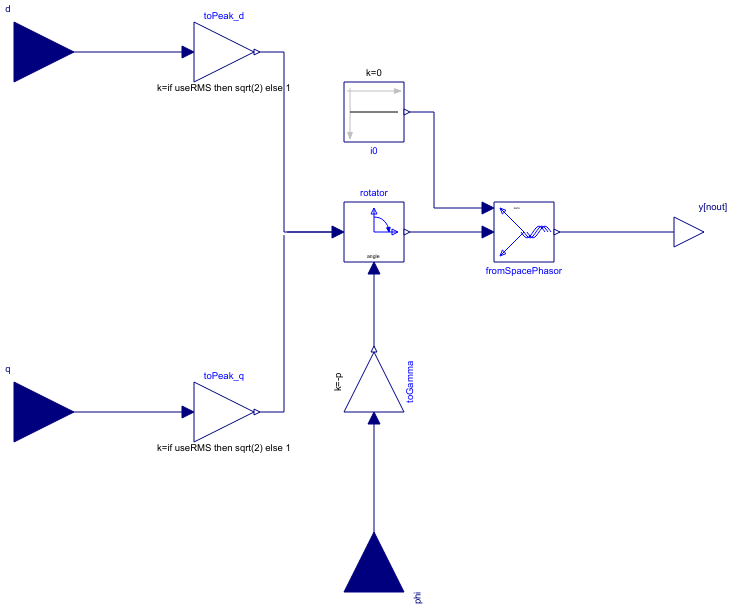 d
toPeak_d
k=if useRMS then sqrt(2) else 1
k=0
i0
rotator
angle
fromSpacePhasor
y[nout]
q
toPeak_q
k=if useRMS then sqrt(2) else 1
k=-p
toGamma
phi